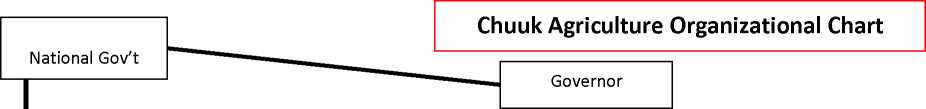 Chuuk Agriculture Organizational Chart
National Gov't
Governor